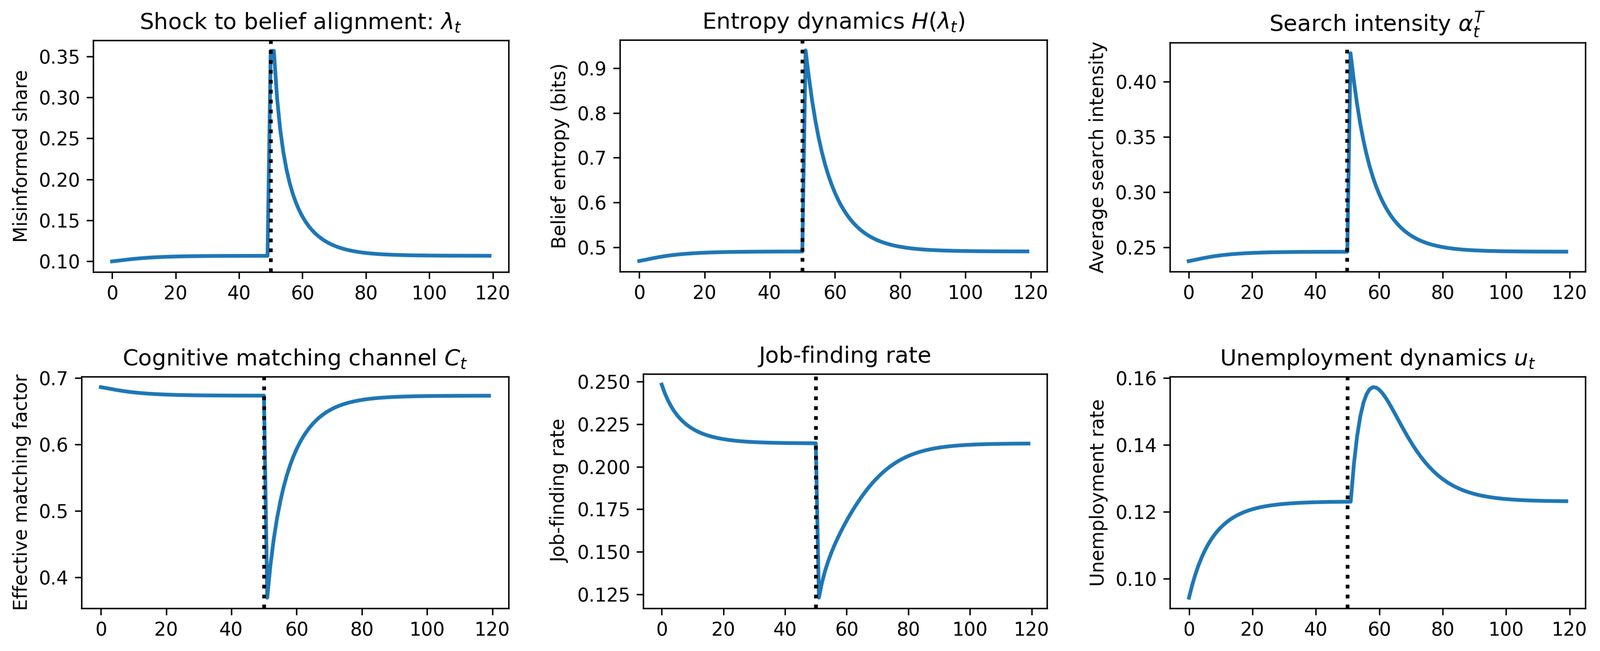 Shock to belief alignment: λt
Misinformed share
0.35
0.30
0.25
0.20
0.15
0.10
0 20 40 60 80 100 120
Entropy dynamics H(λt)
Belief entropy (bits)
0.9
0.8
0.7
0.6
0.5
0 20 40 60 80 100 120
Search intensity αtT
Average search intensity
0.40
0.35
0.30
0.25
0 20 40 60 80 100 120
Cognitive matching channel Ct
Effective matching factor
0.7
0.6
0.5
0.4
0 20 40 60 80 100 120
Job-finding rate
Job-finding rate
0.250
0.225
0.200
0.175
0.150
0.125
0 20 40 60 80 100 120
Unemployment dynamics ut
Unemployment rate
0.16
0.14
0.12
0.10
0 20 40 60 80 100 120